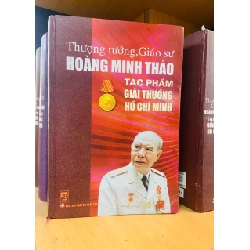 Thượng tướng, Giáo sư
HOÀNG MINH THẢO
TÁC PHẨM
GIẢI THƯỞNG
HỒ CHÍ MINH